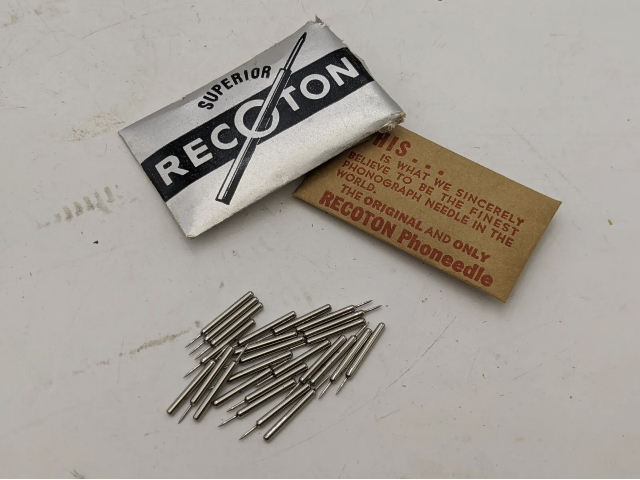 SUPERIOR
RECOTON
HIS...
IS WHAT WE SINCERELY
BELIEVE TO BE THE FINEST
PHONOGRAPH NEEDLE IN THE
WORLD.
THE ORIGINAL AND ONLY
RECOTON Phoneedle